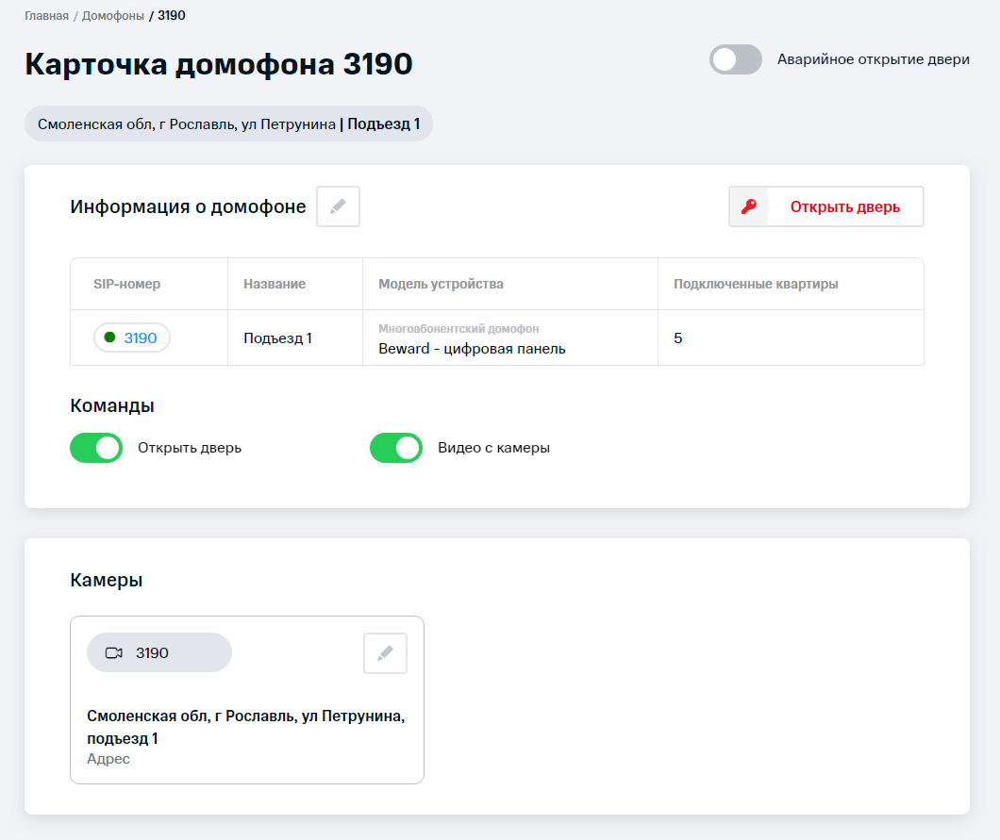 Главная / Домофоны / 3190
Карточка домофона 3190
Аварийное открытие двери
Смоленская обл, г Рославль, ул Петрунина | Подъезд 1
Информация о домофоне
Открыть дверь
SIP-номер
Название
Модель устройства
Подключенные квартиры
3190
Подъезд 1
Многоабонентский домофон
Beward - цифровая панель
5
Команды
Открыть дверь
Видео с камеры
Камеры
3190
Смоленская обл, г Рославль, ул Петрунина,
подъезд 1
Адрес